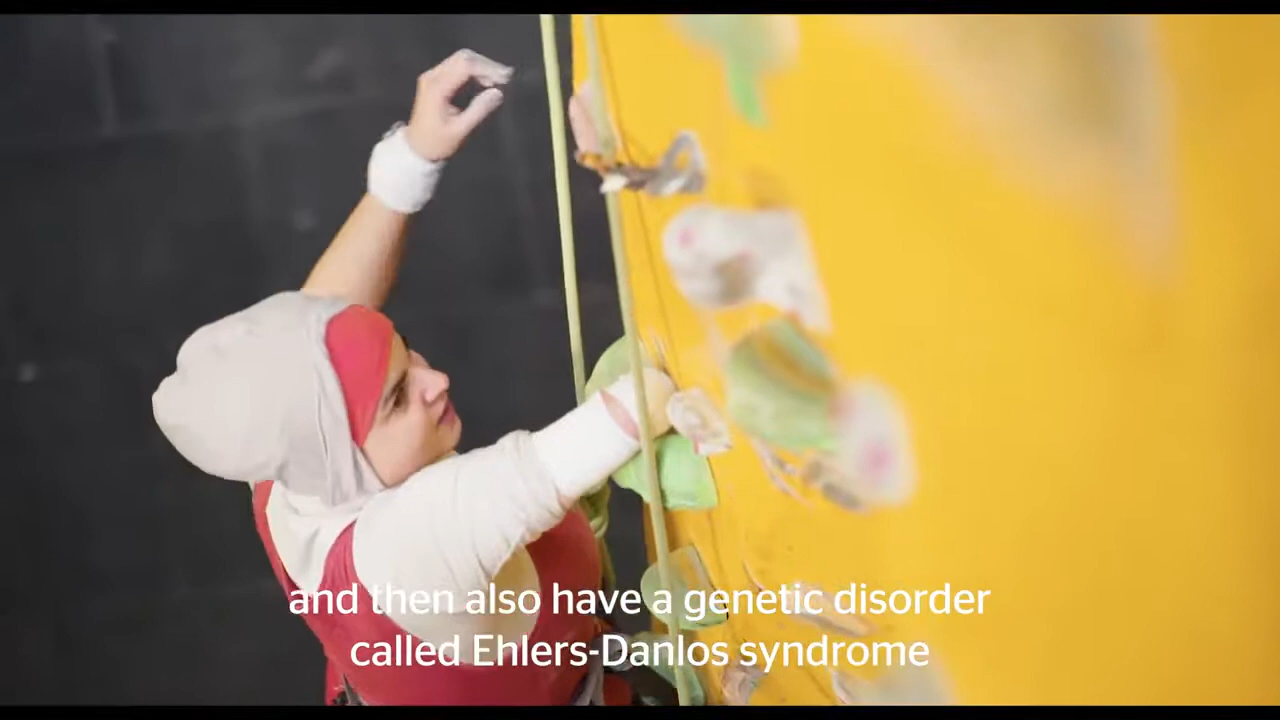 and then also have a genetic disorder
called Ehlers-Danlos syndrome